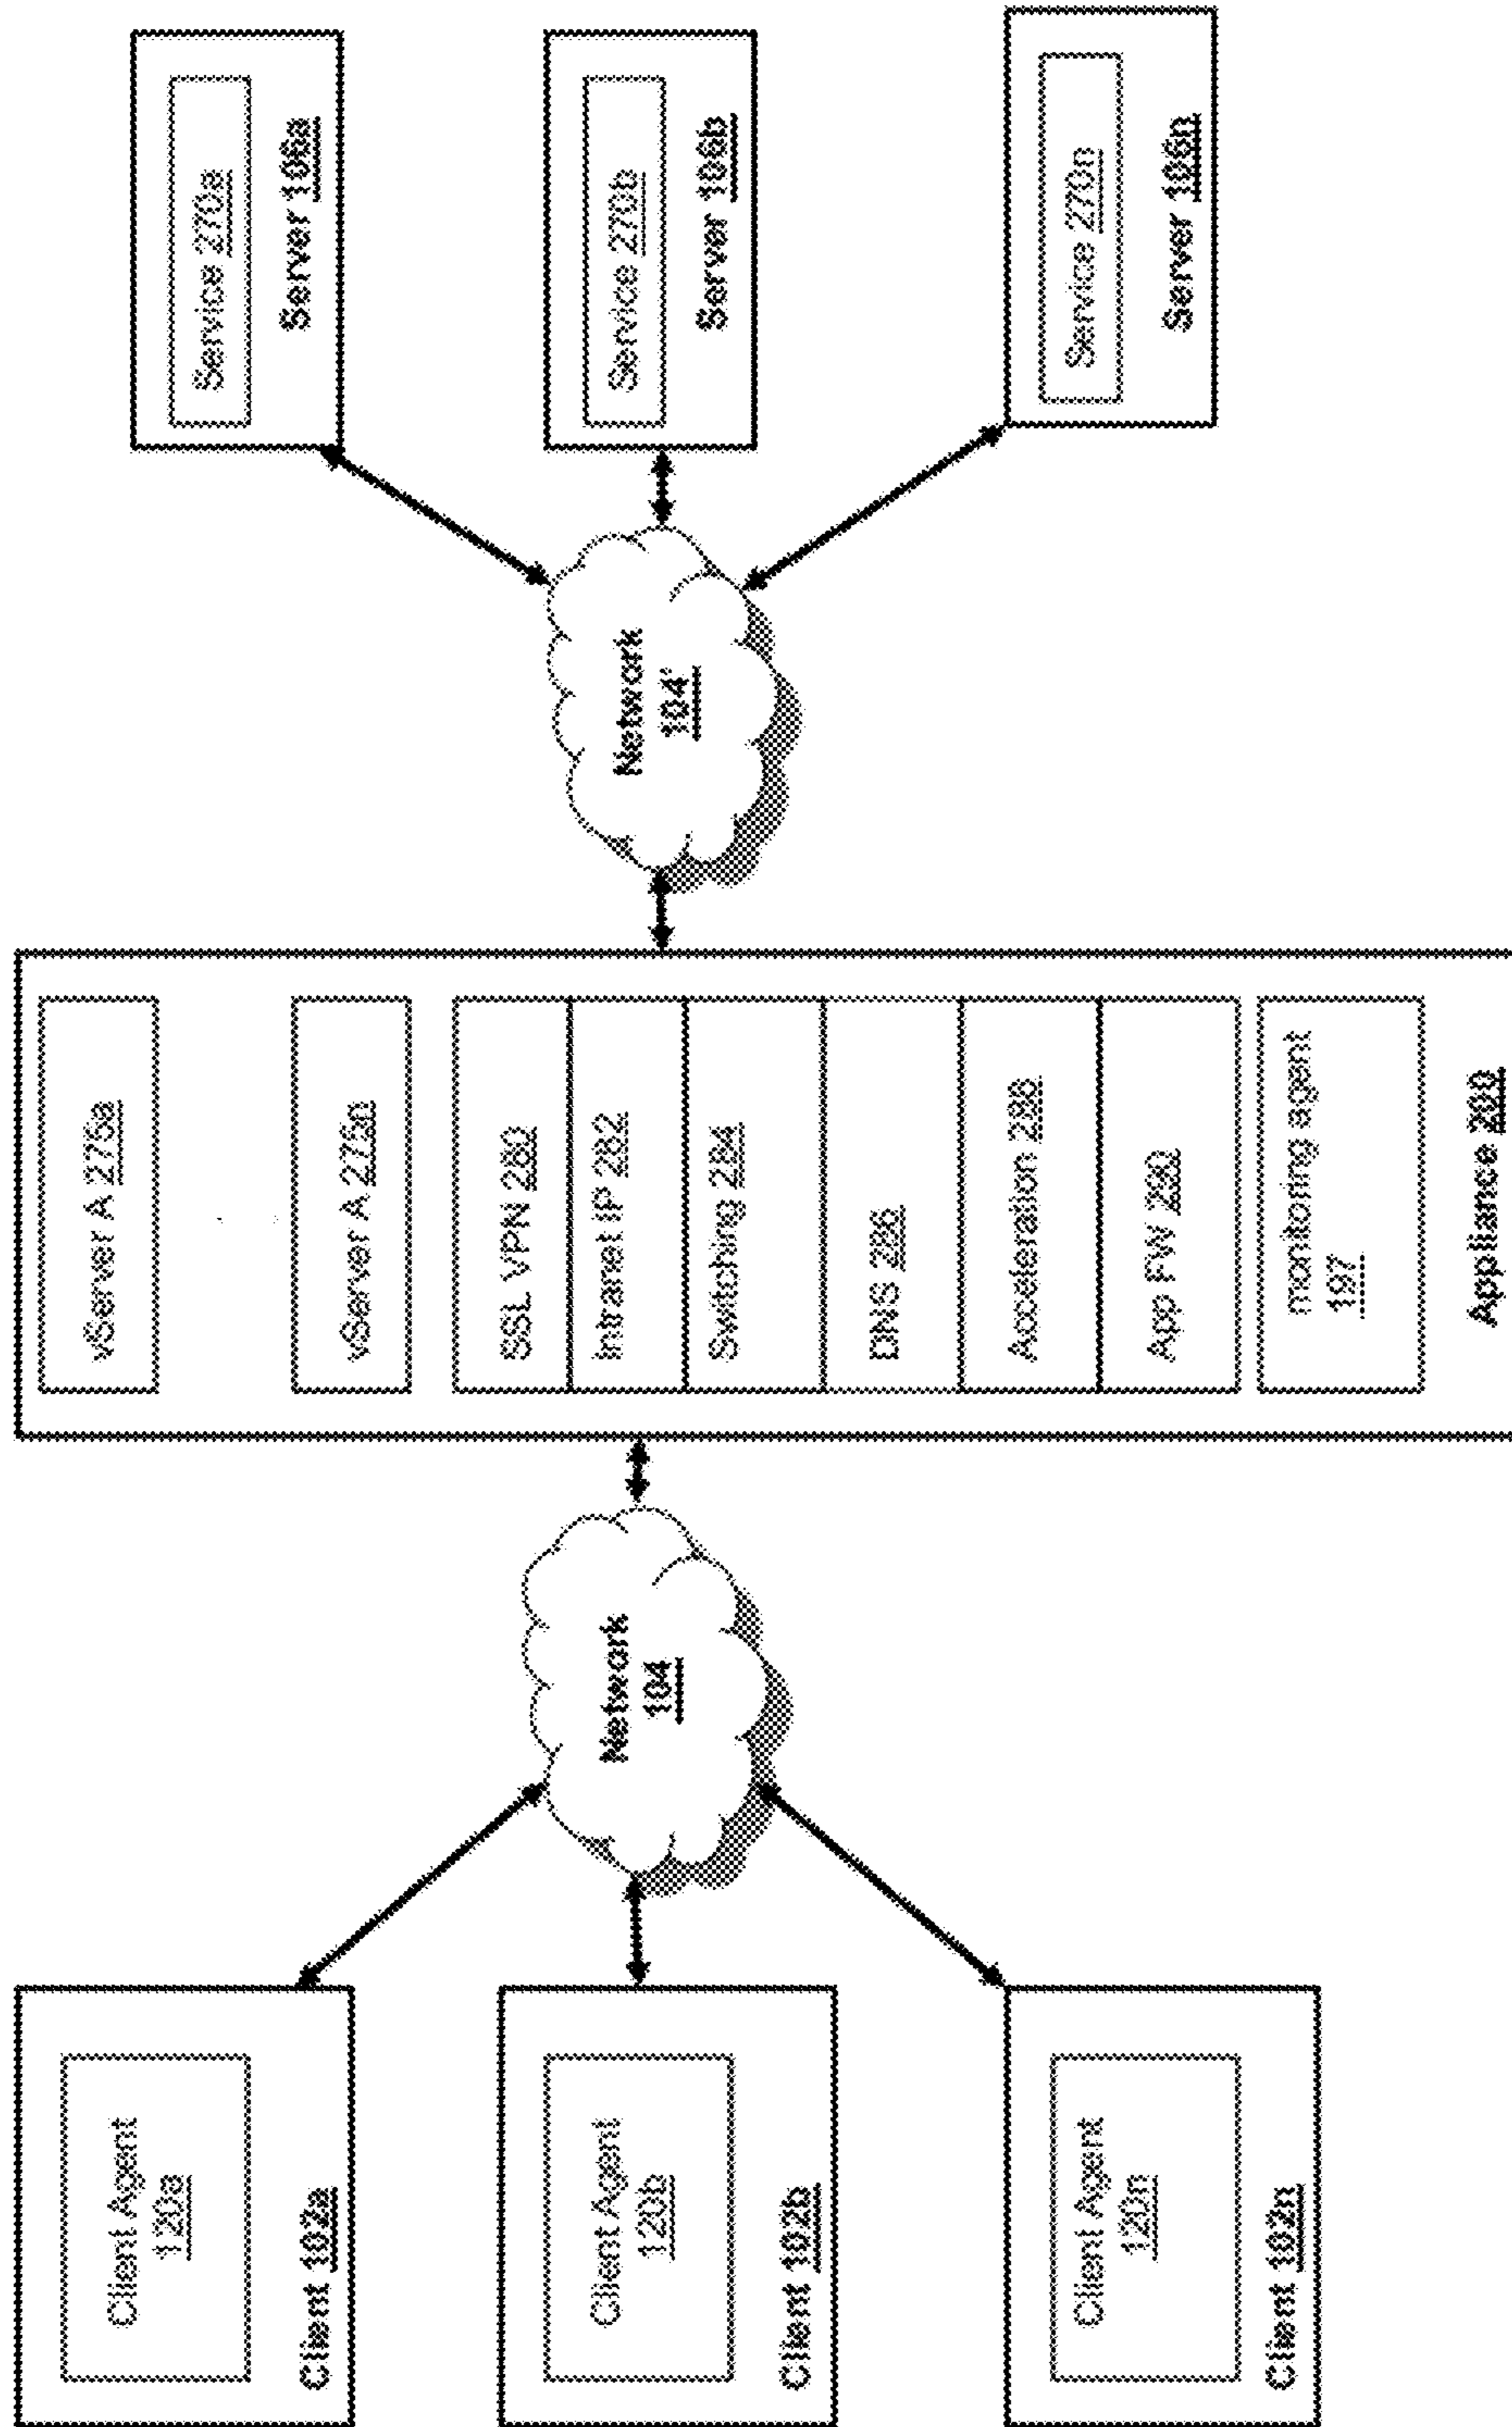 Client Agent
120a
Client 102a
Client Agent
120b
Client 102b
Client Agent
120n
Client 102n
Network
104
vServer A 275a
vServer A 275n
SSL VPN 280
Intranet IP 282
Switching 284
DNS 286
Acceleration 288
App FW 290
monitoring agent
197
Appliance 200
Network
104'
Service 270a
Server 106a
Service 270b
Server 106b
Service 270n
Server 106n